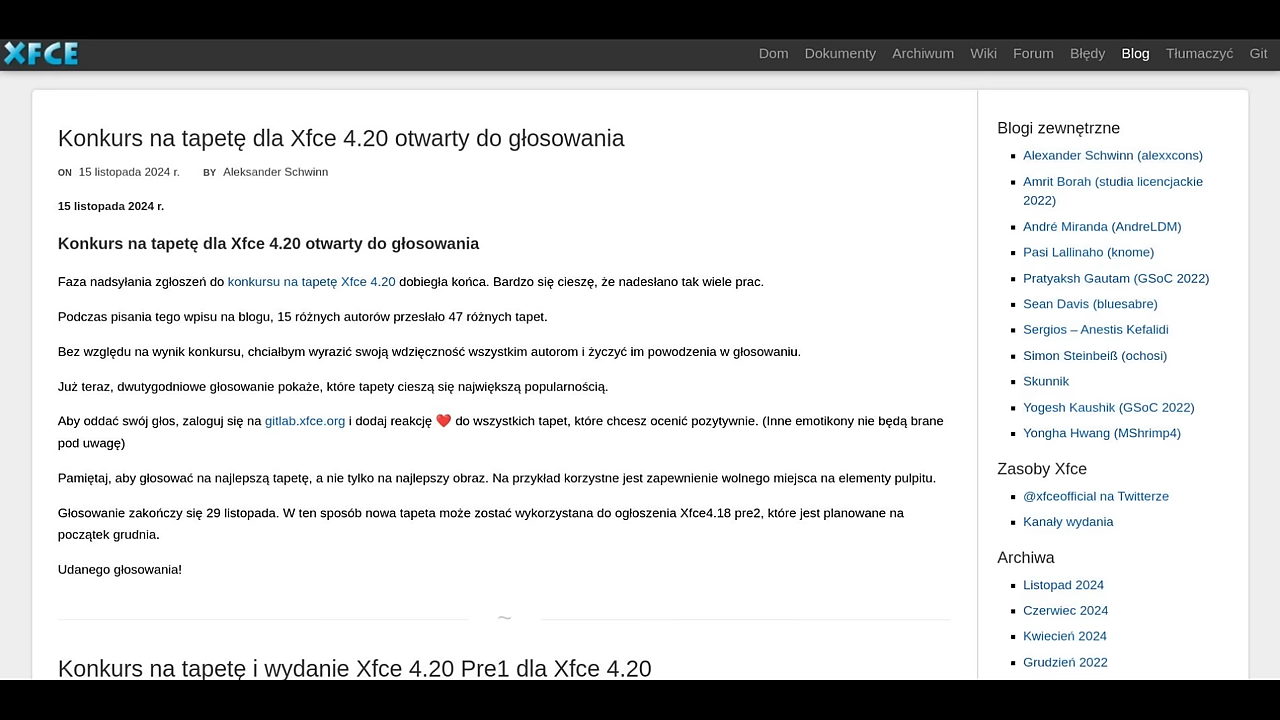 XFCE
Dom Dokumenty Archiwum Wiki Forum Błędy Blog Tłumaczyć Git
Konkurs na tapetę dla Xfce 4.20 otwarty do głosowania
ON 15 listopada 2024 r. BY Aleksander Schwinn
15 listopada 2024 r.
Konkurs na tapetę dla Xfce 4.20 otwarty do głosowania
Faza nadsyłania zgłoszeń do konkursu na tapetę Xfce 4.20 dobiegła końca. Bardzo się cieszę, że nadesłano tak wiele prac.
Podczas pisania tego wpisu na blogu, 15 różnych autorów przesłało 47 różnych tapet.
Bez względu na wynik konkursu, chciałbym wyrazić swoją wdzięczność wszystkim autorom i życzyć im powodzenia w głosowaniu.
Już teraz, dwutygodniowe głosowanie pokaże, które tapety cieszą się największą popularnością.
Aby oddać swój głos, zaloguj się na gitlab.xfce.org i dodaj reakcję ❤️ do wszystkich tapet, które chcesz ocenić pozytywnie. (Inne emotikony nie będą brane
pod uwagę)
Pamiętaj, aby głosować na najlepszą tapetę, a nie tylko na najlepszy obraz. Na przykład korzystne jest zapewnienie wolnego miejsca na elementy pulpitu.
Głosowanie zakończy się 29 listopada. W ten sposób nowa tapeta może zostać wykorzystana do ogłoszenia Xfce4.18 pre2, które jest planowane na
początek grudnia.
Udanego głosowania!
~
Konkurs na tapetę i wydanie Xfce 4.20 Pre1 dla Xfce 4.20
Blogi zewnętrzne
Alexander Schwinn (alexxcons)
Amrit Borah (studia licencjackie
2022)
André Miranda (AndreLDM)
Pasi Lallinaho (knome)
Pratyaksh Gautam (GSoC 2022)
Sean Davis (bluesabre)
Sergios – Anestis Kefalidi
Simon Steinbeiß (ochosi)
Skunnik
Yogesh Kaushik (GSoC 2022)
Yongha Hwang (MShrimp4)
Zasoby Xfce
@xfceofficial na Twitterze
Kanały wydania
Archiwa
Listopad 2024
Czerwiec 2024
Kwiecień 2024
Grudzień 2022